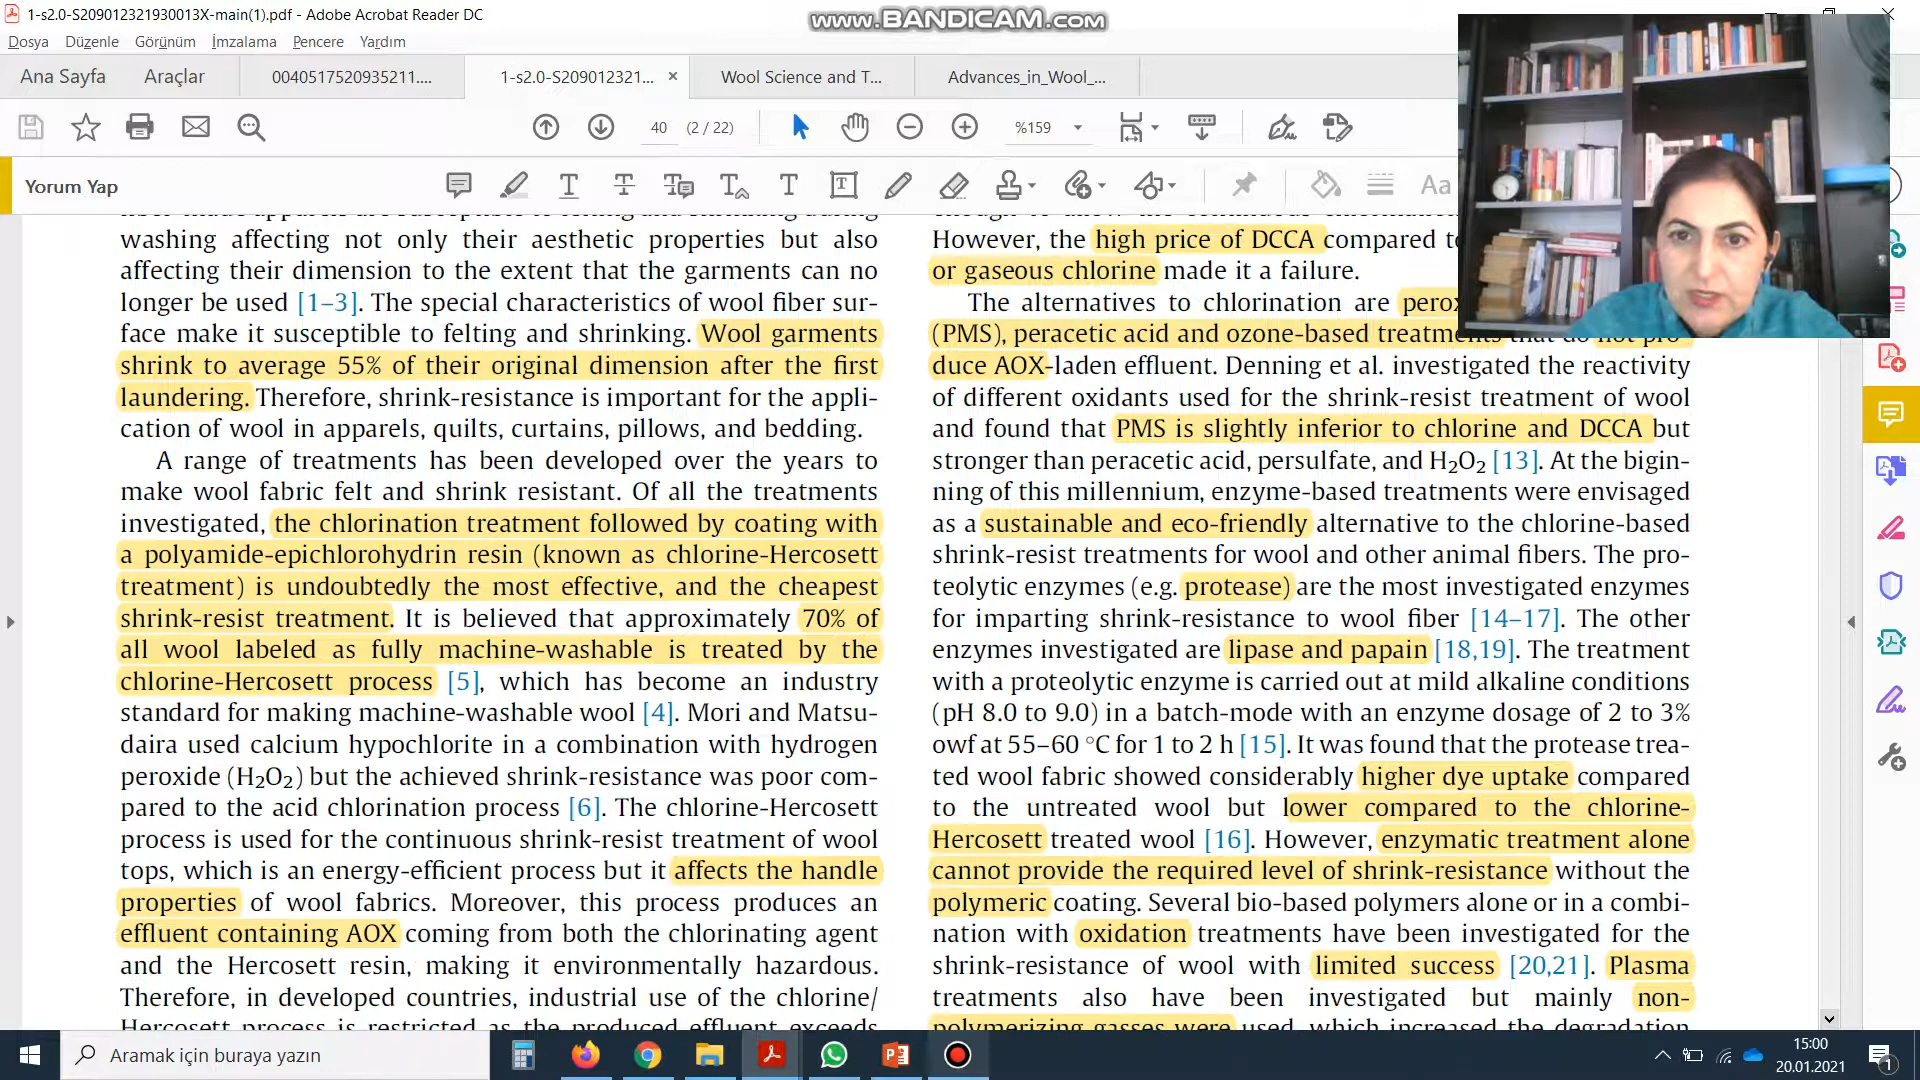 1-s2.0-S209012321930013X-main(1).pdf - Adobe Acrobat Reader DC
www.BANDICAM.com
Dosya Düzenle Görünüm İmzalama Pencere Yardım
Ana Sayfa Araçlar 0040517520935211.... 1-s2.0-S209012321... × Wool Science and T... Advances_in_Wool_...
40 (2 / 22) %159
Yorum Yap
washing affecting not only their aesthetic properties but also
affecting their dimension to the extent that the garments can no
longer be used [1–3]. The special characteristics of wool fiber sur-
face make it susceptible to felting and shrinking. Wool garments
shrink to average 55% of their original dimension after the first
laundering. Therefore, shrink-resistance is important for the appli-
cation of wool in apparels, quilts, curtains, pillows, and bedding.
A range of treatments has been developed over the years to
make wool fabric felt and shrink resistant. Of all the treatments
investigated, the chlorination treatment followed by coating with
a polyamide-epichlorohydrin resin (known as chlorine-Hercosett
treatment) is undoubtedly the most effective, and the cheapest
shrink-resist treatment. It is believed that approximately 70% of
all wool labeled as fully machine-washable is treated by the
chlorine-Hercosett process [5], which has become an industry
standard for making machine-washable wool [4]. Mori and Matsu-
daira used calcium hypochlorite in a combination with hydrogen
peroxide (H₂O₂) but the achieved shrink-resistance was poor com-
pared to the acid chlorination process [6]. The chlorine-Hercosett
process is used for the continuous shrink-resist treatment of wool
tops, which is an energy-efficient process but it affects the handle
properties of wool fabrics. Moreover, this process produces an
effluent containing AOX coming from both the chlorinating agent
and the Hercosett resin, making it environmentally hazardous.
Therefore, in developed countries, industrial use of the chlorine/
Hercosett process is restricted as the produced effluent exceeds
However, the high price of DCCA compared
or gaseous chlorine made it a failure.
The alternatives to chlorination are
(PMS), peracetic acid and ozone-based
duce AOX-laden effluent. Denning et al. investigated the reactivity
of different oxidants used for the shrink-resist treatment of wool
and found that PMS is slightly inferior to chlorine and DCCA but
stronger than peracetic acid, persulfate, and H₂O₂ [13]. At the bigin-
ning of this millennium, enzyme-based treatments were envisaged
as a sustainable and eco-friendly alternative to the chlorine-based
shrink-resist treatments for wool and other animal fibers. The pro-
teolytic enzymes (e.g. protease) are the most investigated enzymes
for imparting shrink-resistance to wool fiber [14–17]. The other
enzymes investigated are lipase and papain [18,19]. The treatment
with a proteolytic enzyme is carried out at mild alkaline conditions
(pH 8.0 to 9.0) in a batch-mode with an enzyme dosage of 2 to 3%
owf at 55–60 °C for 1 to 2 h [15]. It was found that the protease trea-
ted wool fabric showed considerably higher dye uptake compared
to the untreated wool but lower compared to the chlorine-
Hercosett treated wool [16]. However, enzymatic treatment alone
cannot provide the required level of shrink-resistance without the
polymeric coating. Several bio-based polymers alone or in a combi-
nation with oxidation treatments have been investigated for the
shrink-resistance of wool with limited success [20,21]. Plasma
treatments also have been investigated but mainly non-
polymerizing gasses were used, which increased the degradation
Aramak için buraya yazın
15:00
20.01.2021
1